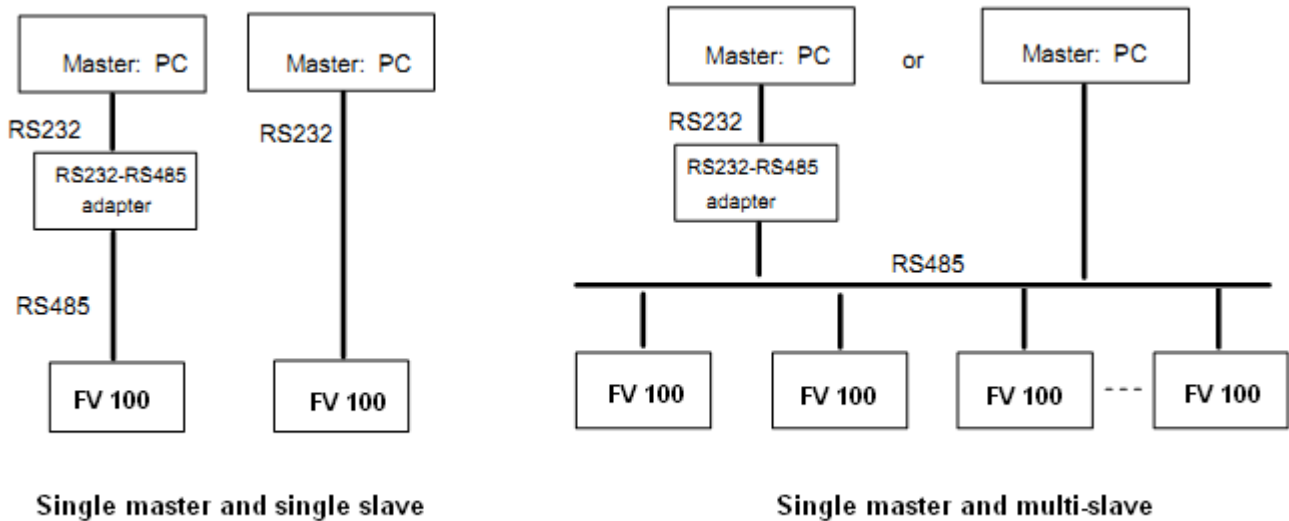 Master: PC
RS232
RS232-RS485
adapter
RS485
FV 100
Master: PC
RS232
FV 100
Single master and single slave
Master: PC
or
Master: PC
RS232
RS232-RS485
adapter
RS485
FV 100
FV 100
FV 100
---
FV 100
Single master and multi-slave